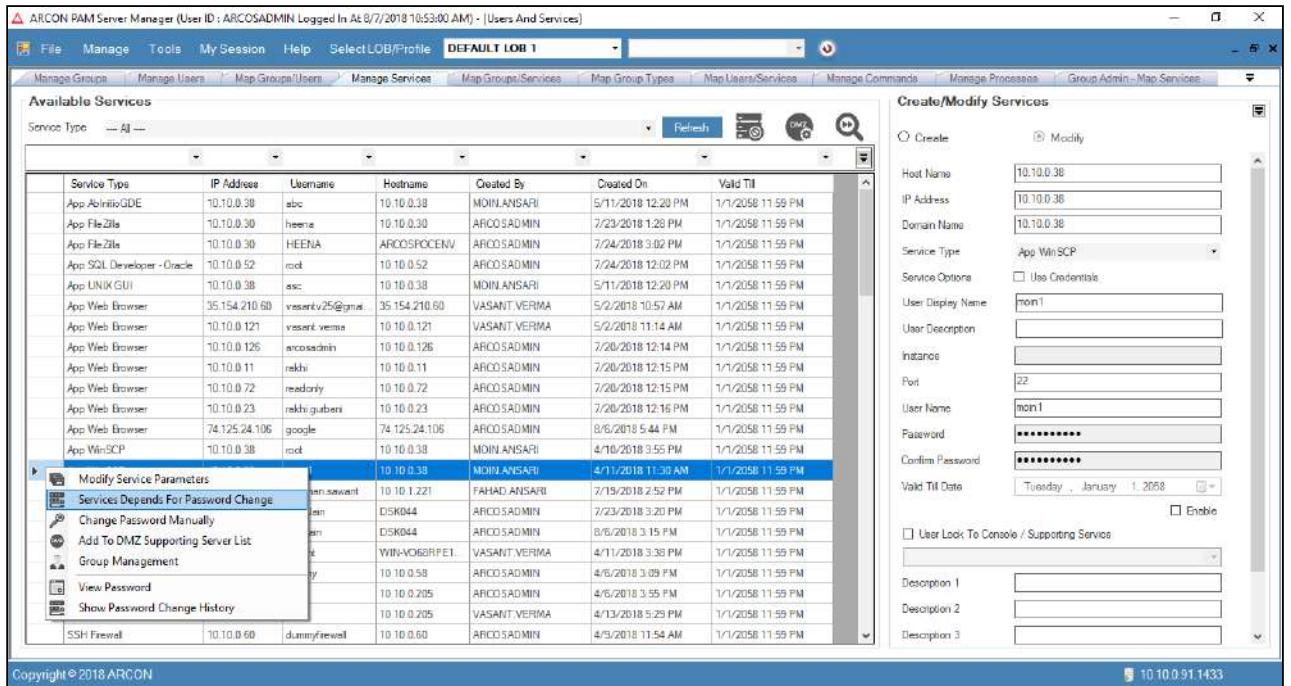 ARCON PAM Server Manager (User ID : ARCOSADMIN Logged In At 8/7/2018 10:53:00 AM) - [Users And Services]
File Manage Tools My Session Help Select LOB/Profile DEFAULT LOB 1
Manage Groups Manage Users Map Groups/Users Manage Services Map Groups/Services Map Group Types Map Users/Services Manage Commands Manage Processes Group Admin - Map Services
Available Services
Service Type --- All --- Refresh DMZ
Service Type IP Address Username Hostname Created By Created On Valid Till
App AbInitioGDE 10.10.0.38 abc 10.10.0.38 MOIN.ANSARI 5/11/2018 12:20 PM 1/1/2058 11:59 PM
App FileZilla 10.10.0.30 heena 10.10.0.30 ARCOSADMIN 7/23/2018 1:28 PM 1/1/2058 11:59 PM
App FileZilla 10.10.0.30 HEENA ARCOSPOCENV ARCOSADMIN 7/24/2018 3:02 PM 1/1/2058 11:59 PM
App SQL Developer - Oracle 10.10.0.52 root 10.10.0.52 ARCOSADMIN 7/24/2018 12:02 PM 1/1/2058 11:59 PM
App UNIX GUI 10.10.0.38 asc 10.10.0.38 MOIN.ANSARI 5/11/2018 12:20 PM 1/1/2058 11:59 PM
App Web Browser 35.154.210.60 vasantv25@gmai... 35.154.210.60 VASANT.VERMA 5/2/2018 10:57 AM 1/1/2058 11:59 PM
App Web Browser 10.10.0.121 vasant.verma 10.10.0.121 VASANT.VERMA 5/2/2018 11:14 AM 1/1/2058 11:59 PM
App Web Browser 10.10.0.126 arcosadmin 10.10.0.126 ARCOSADMIN 7/20/2018 12:14 PM 1/1/2058 11:59 PM
App Web Browser 10.10.0.11 rakhi 10.10.0.11 ARCOSADMIN 7/20/2018 12:15 PM 1/1/2058 11:59 PM
App Web Browser 10.10.0.72 readonly 10.10.0.72 ARCOSADMIN 7/20/2018 12:15 PM 1/1/2058 11:59 PM
App Web Browser 10.10.0.23 rakhi.gurbani 10.10.0.23 ARCOSADMIN 7/20/2018 12:16 PM 1/1/2058 11:59 PM
App Web Browser 74.125.24.106 google 74.125.24.106 ARCOSADMIN 8/6/2018 5:44 PM 1/1/2058 11:59 PM
App WinSCP 10.10.0.38 root 10.10.0.38 MOIN.ANSARI 4/10/2018 3:55 PM 1/1/2058 11:59 PM
10.10.0.38 MOIN.ANSARI 4/11/2018 11:30 AM 1/1/2058 11:59 PM
an.sawant 10.10.1.221 FAHAD.ANSARI 7/19/2018 2:52 PM 1/1/2058 11:59 PM
DSK044 ARCOSADMIN 7/23/2018 3:20 PM 1/1/2058 11:59 PM
DSK044 ARCOSADMIN 8/6/2018 3:15 PM 1/1/2058 11:59 PM
WIN-VO68RPE1... VASANT.VERMA 4/11/2018 3:38 PM 1/1/2058 11:59 PM
10.10.0.58 ARCOSADMIN 4/6/2018 3:09 PM 1/1/2058 11:59 PM
10.10.0.205 ARCOSADMIN 4/6/2018 3:55 PM 1/1/2058 11:59 PM
10.10.0.205 VASANT.VERMA 4/13/2018 5:29 PM 1/1/2058 11:59 PM
SSH Firewall 10.10.0.60 dummyfirewall 10.10.0.60 ARCOSADMIN 4/9/2018 11:54 AM 1/1/2058 11:59 PM
Modify Service Parameters
Services Depends For Password Change
Change Password Manually
Add To DMZ Supporting Server List
Group Management
View Password
Show Password Change History
Create/Modify Services
Create Modify
Host Name 10.10.0.38
IP Address 10.10.0.38
Domain Name 10.10.0.38
Service Type App WinSCP
Service Options Use Credentials
User Display Name moin1
User Description
Instance
Port 22
User Name moin1
Password ••••••••••
Confirm Password ••••••••••
Valid Till Date Tuesday , January 1, 2058
Enable
User Lock To Console / Supporting Service
Description 1
Description 2
Description 3
Copyright © 2018 ARCON 10.10.0.91.1433